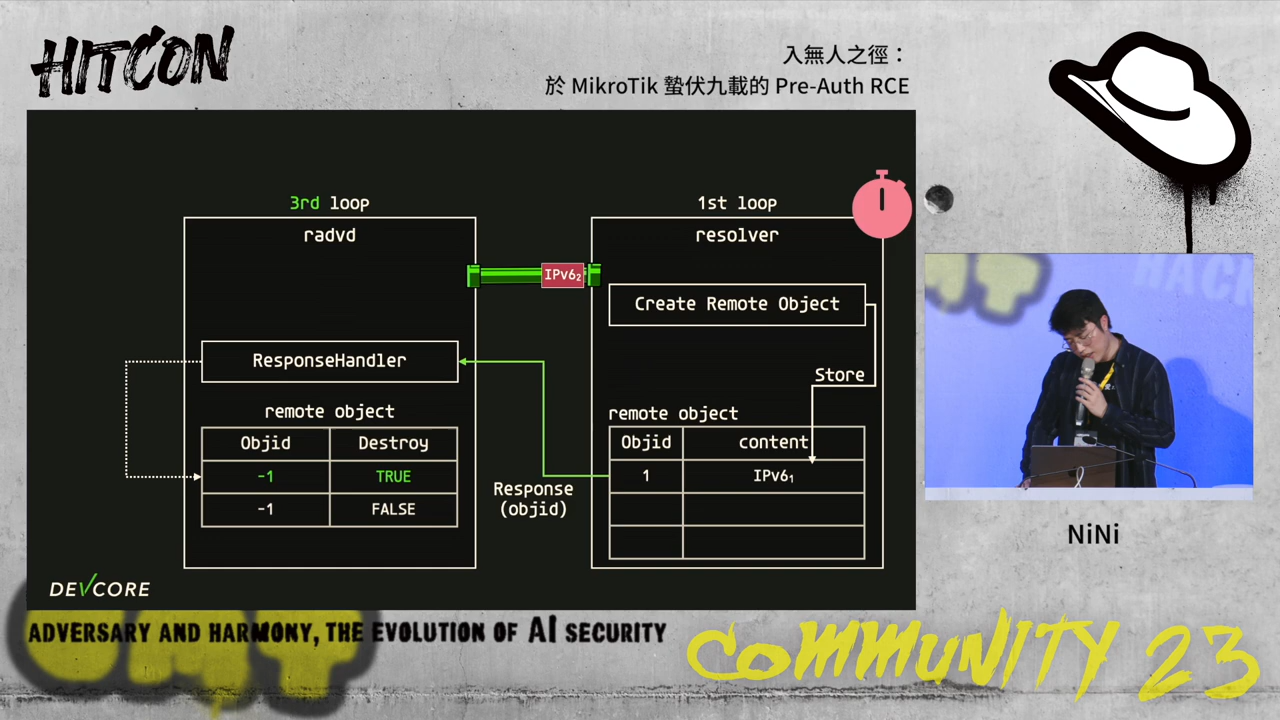 HITCON
入無人之徑：
於 MikroTik 蟄伏九載的 Pre-Auth RCE
3rd loop
radvd
1st loop
resolver
IPv6₂
Create Remote Object
ResponseHandler
Store
remote object
Objid Destroy
-1 TRUE
-1 FALSE
Response
(objid)
remote object
Objid content
1 IPv6₁
DEVCORE
HACK
NiNi
ADVERSARY AND HARMONY, THE EVOLUTION OF AI SECURITY
COMMUNITY 23